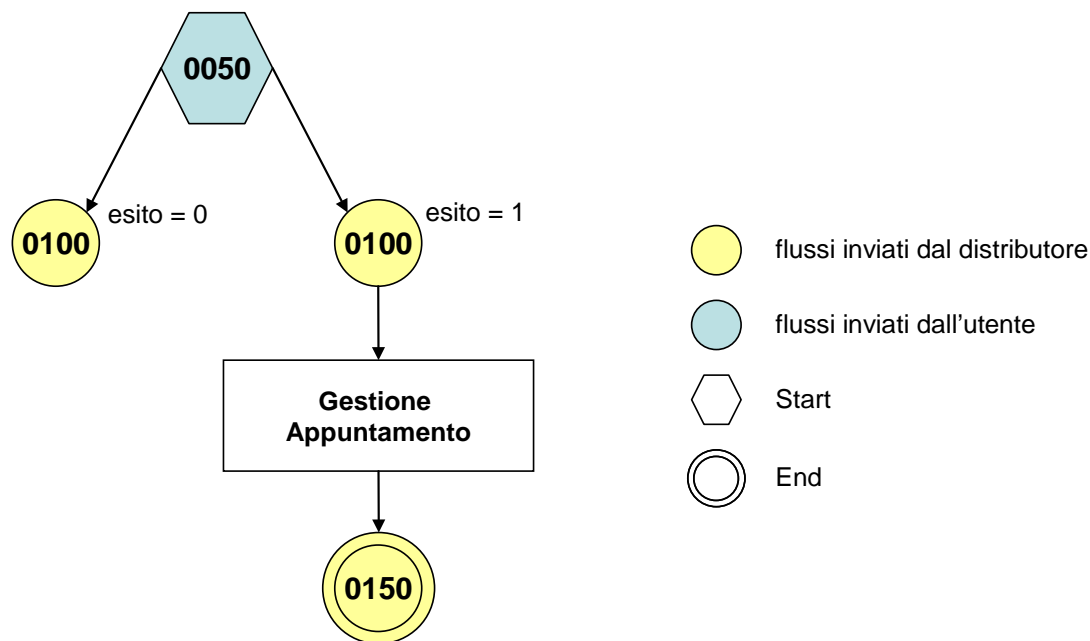 0050
esito = 0
esito = 1
0100
0100
Gestione
Appuntamento
0150
flussi inviati dal distributore
flussi inviati dall'utente
Start
End